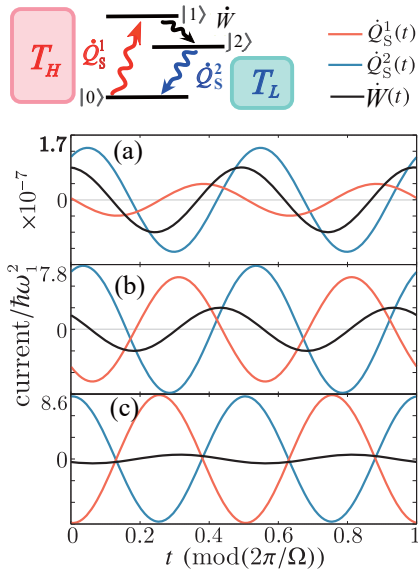 |1⟩ Ẇ
T_H Q̇_S^1 |2⟩
|0⟩ Q̇_S^2 T_L
Q̇_S^1(t)
Q̇_S^2(t)
Ẇ(t)
1.7 (a)
×10^{-7}
0
7.8 (b)
0
current/ℏω_1^2
8.6 (c)
0
0 0.2 0.4 0.6 0.8 1
t (mod(2π/Ω))